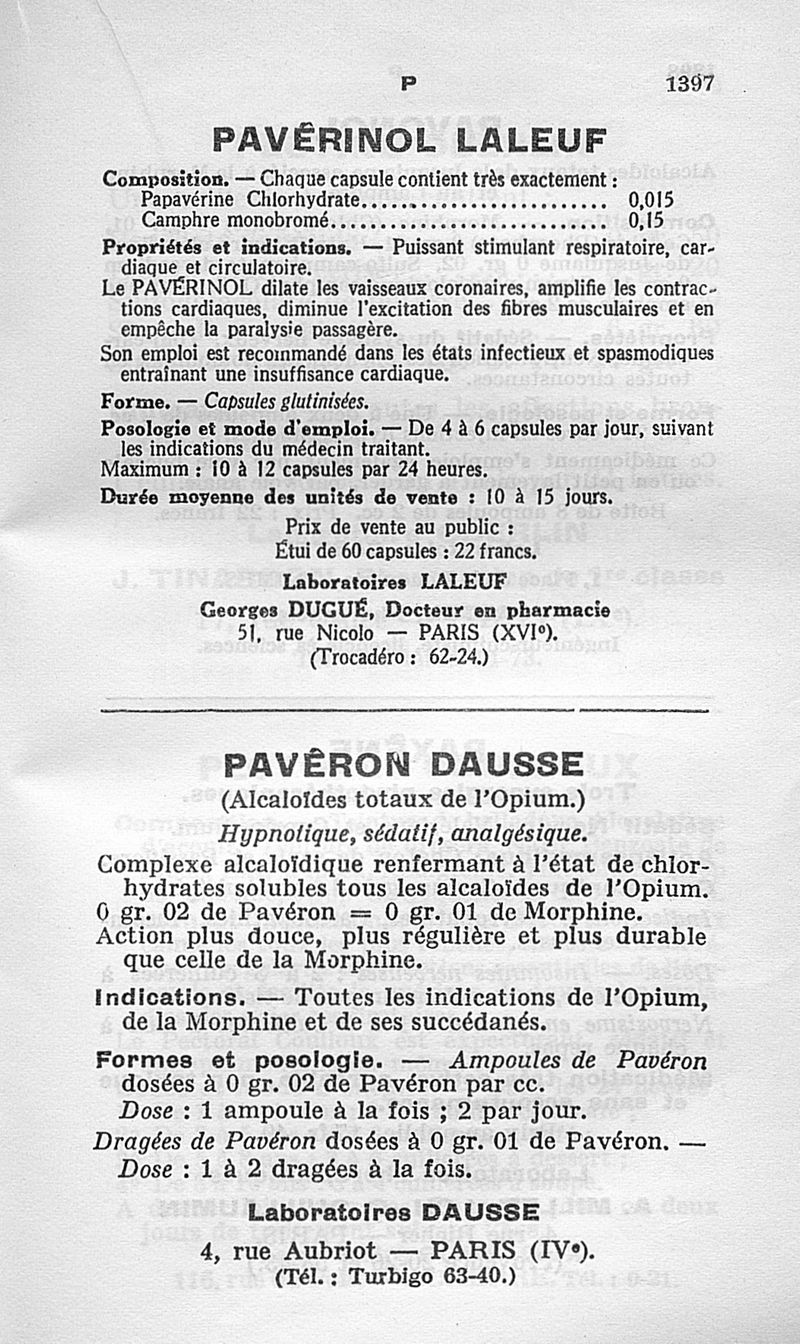 P 1397
PAVÊRINOL LALEUF
Composition. — Chaque capsule contient très exactement :
Papavérine Chlorhydrate............................ 0,015
Camphre monobromé............................ 0,15
Propriétés et indications. — Puissant stimulant respiratoire, car-
diaque et circulatoire.
Le PAVÉRINOL dilate les vaisseaux coronaires, amplifie les contrac-
tions cardiaques, diminue l'excitation des fibres musculaires et en
empêche la paralysie passagère.
Son emploi est recommandé dans les états infectieux et spasmodiques
entraînant une insuffisance cardiaque.
Forme. — Capsules glutinisées.
Posologie et mode d'emploi. — De 4 à 6 capsules par jour, suivant
les indications du médecin traitant.
Maximum : 10 à 12 capsules par 24 heures.
Durée moyenne des unités de vente : 10 à 15 jours.
Prix de vente au public :
Étui de 60 capsules : 22 francs.
Laboratoires LALEUF
Georges DUGUÉ, Docteur en pharmacie
51, rue Nicolo — PARIS (XVIe).
(Trocadéro : 62-24.)
PAVÊRON DAUSSE
(Alcaloïdes totaux de l'Opium.)
Hypnotique, sédatif, analgésique.
Complexe alcaloïdique renfermant à l'état de chlor-
hydrates solubles tous les alcaloïdes de l'Opium.
0 gr. 02 de Pavéron = 0 gr. 01 de Morphine.
Action plus douce, plus régulière et plus durable
que celle de la Morphine.
Indications. — Toutes les indications de l'Opium,
de la Morphine et de ses succédanés.
Formes et posologie. — Ampoules de Pavéron
dosées à 0 gr. 02 de Pavéron par cc.
Dose : 1 ampoule à la fois ; 2 par jour.
Dragées de Pavéron dosées à 0 gr. 01 de Pavéron. —
Dose : 1 à 2 dragées à la fois.
Laboratoires DAUSSE
4, rue Aubriot — PARIS (IVe).
(Tél. : Turbigo 63-40.)